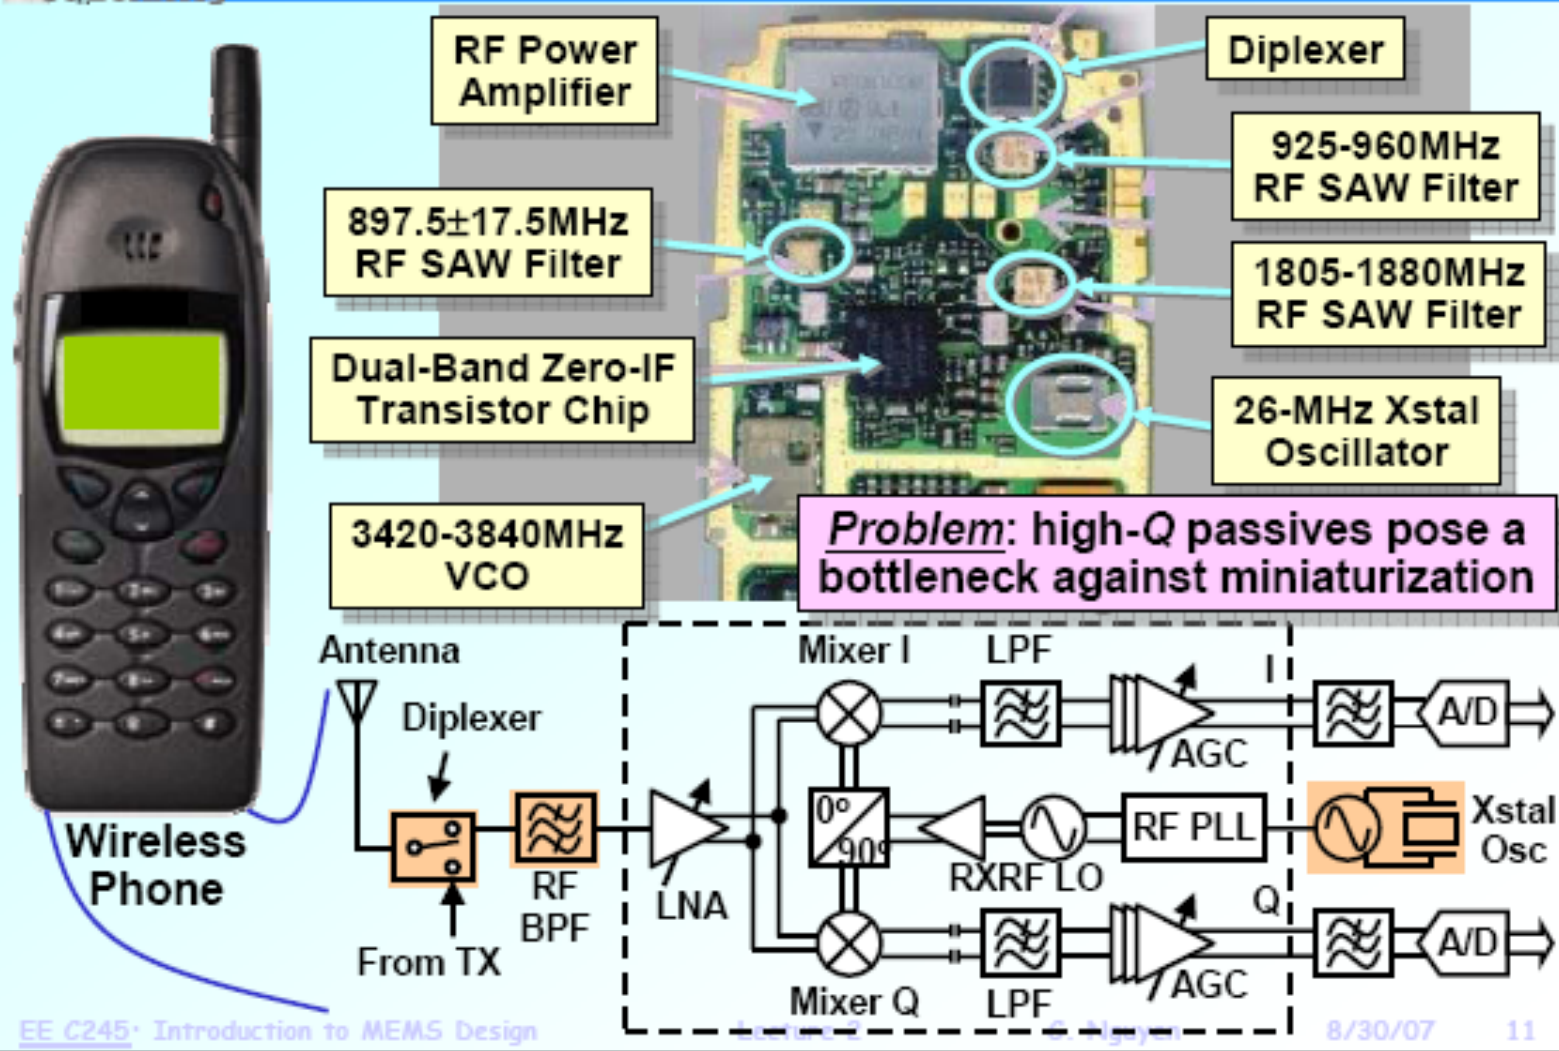 RF Power
Amplifier
Diplexer
925-960MHz
RF SAW Filter
897.5±17.5MHz
RF SAW Filter
1805-1880MHz
RF SAW Filter
Dual-Band Zero-IF
Transistor Chip
26-MHz Xstal
Oscillator
3420-3840MHz
VCO
Problem: high-Q passives pose a
bottleneck against miniaturization
Antenna
Mixer I
LPF
I
Diplexer
AGC
A/D
Wireless
Phone
0°
90°
RF PLL
Xstal
Osc
RXRF LO
RF
BPF
LNA
From TX
Q
Mixer Q
LPF
AGC
A/D
EE C245: Introduction to MEMS Design
Lecture 2
C. Nguyen
8/30/07
11